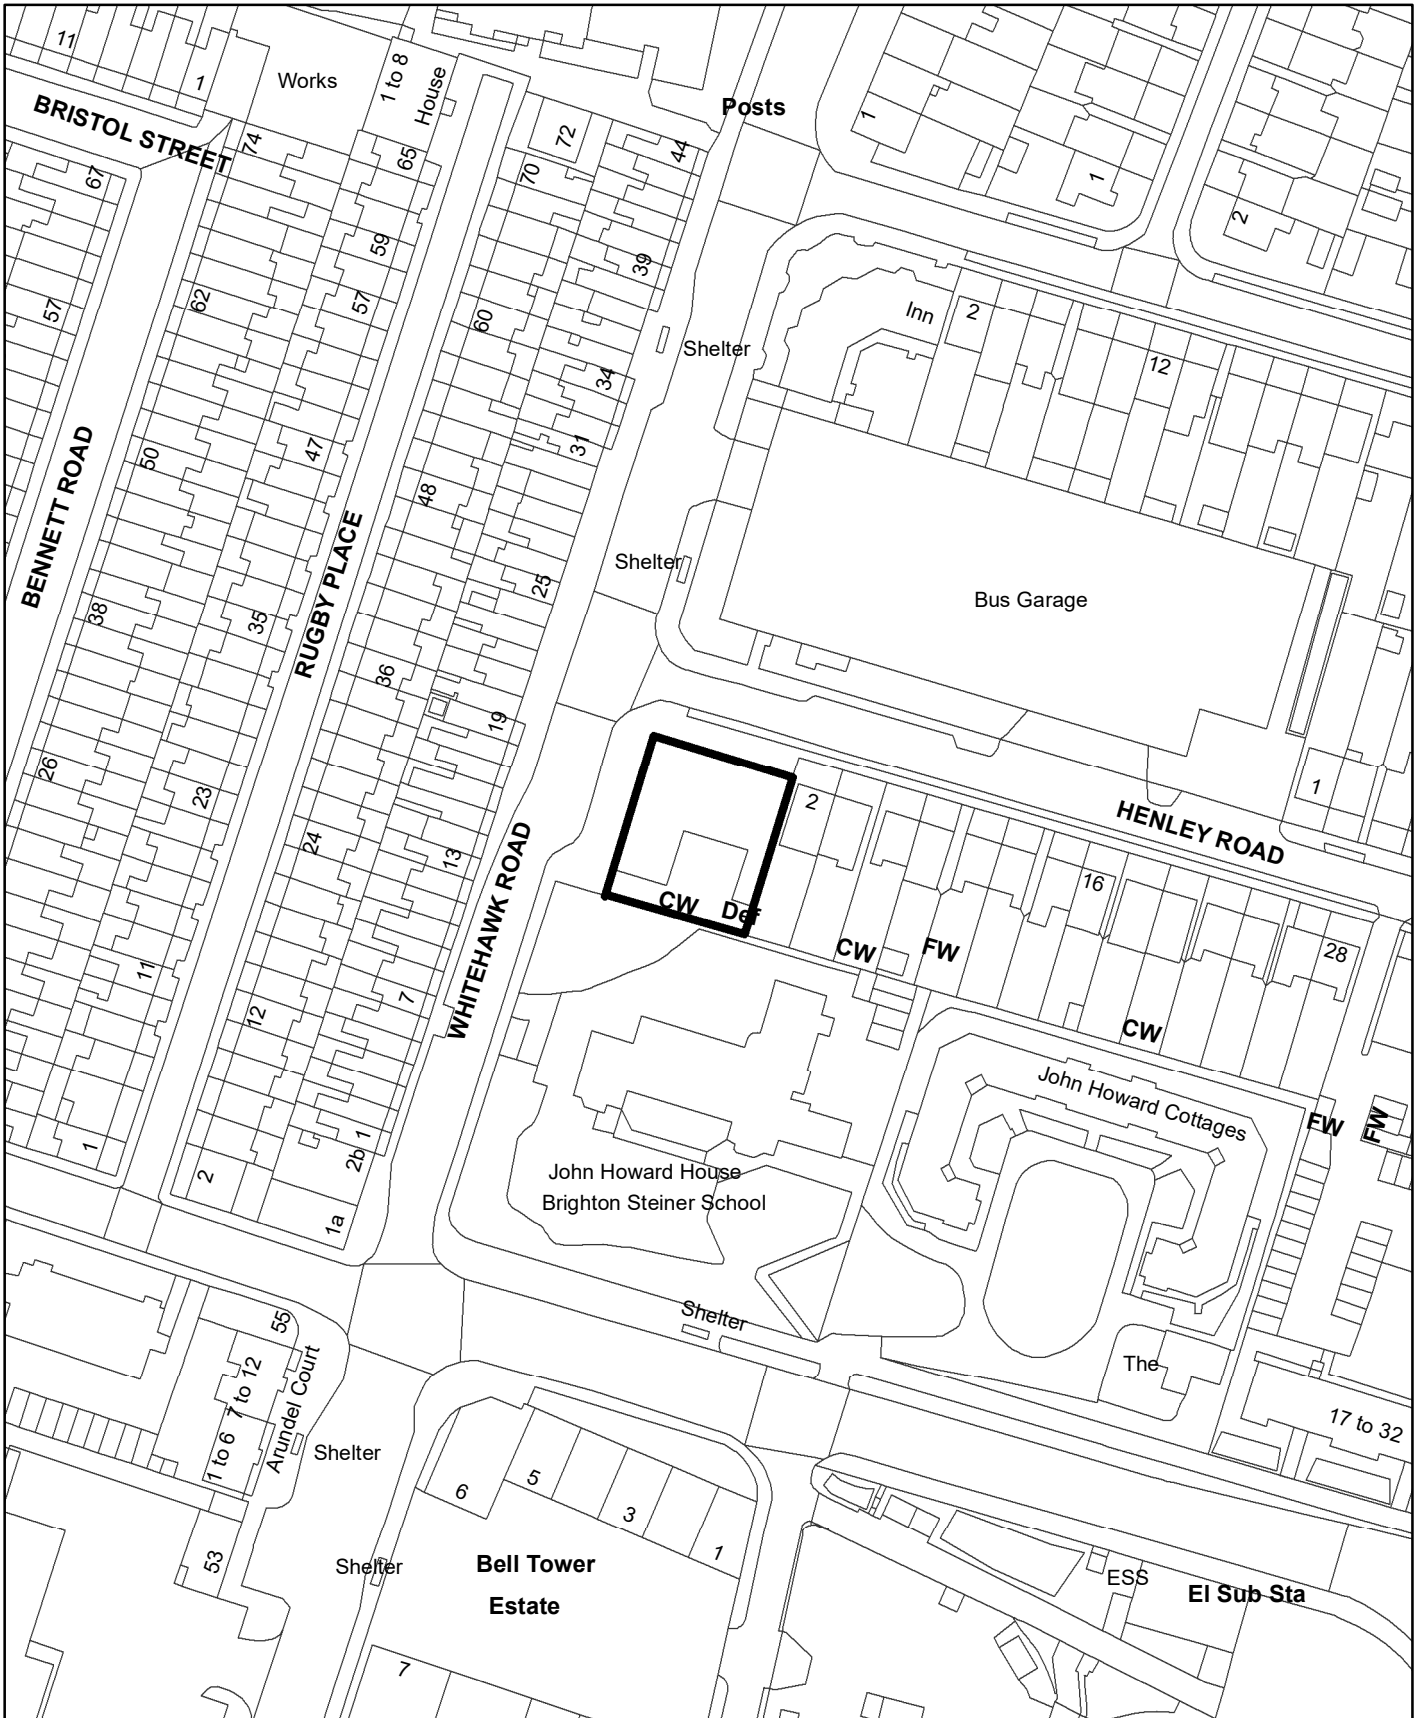 11
1
Works
1 to 8
House
Posts
BRISTOL STREET
74
65
72
70
44
1
1
2
67
59
39
62
57
57
60
Inn
2
12
Shelter
34
31
47
50
48
BENNETT ROAD
RUGBY PLACE
Shelter
25
Bus Garage
38
35
36
19
26
23
24
13
WHITEHAWK ROAD
2
HENLEY ROAD
1
16
28
CW Def
CW
FW
CW
11
12
7
John Howard Cottages
FW
FW
1
2
2b
1
1a
John Howard House
Brighton Steiner School
Shelter
55
7 to 12
1 to 6
Arundel Court
Shelter
The
17 to 32
6
5
3
1
53
Shelter
Bell Tower
Estate
ESS
El Sub Sta
7